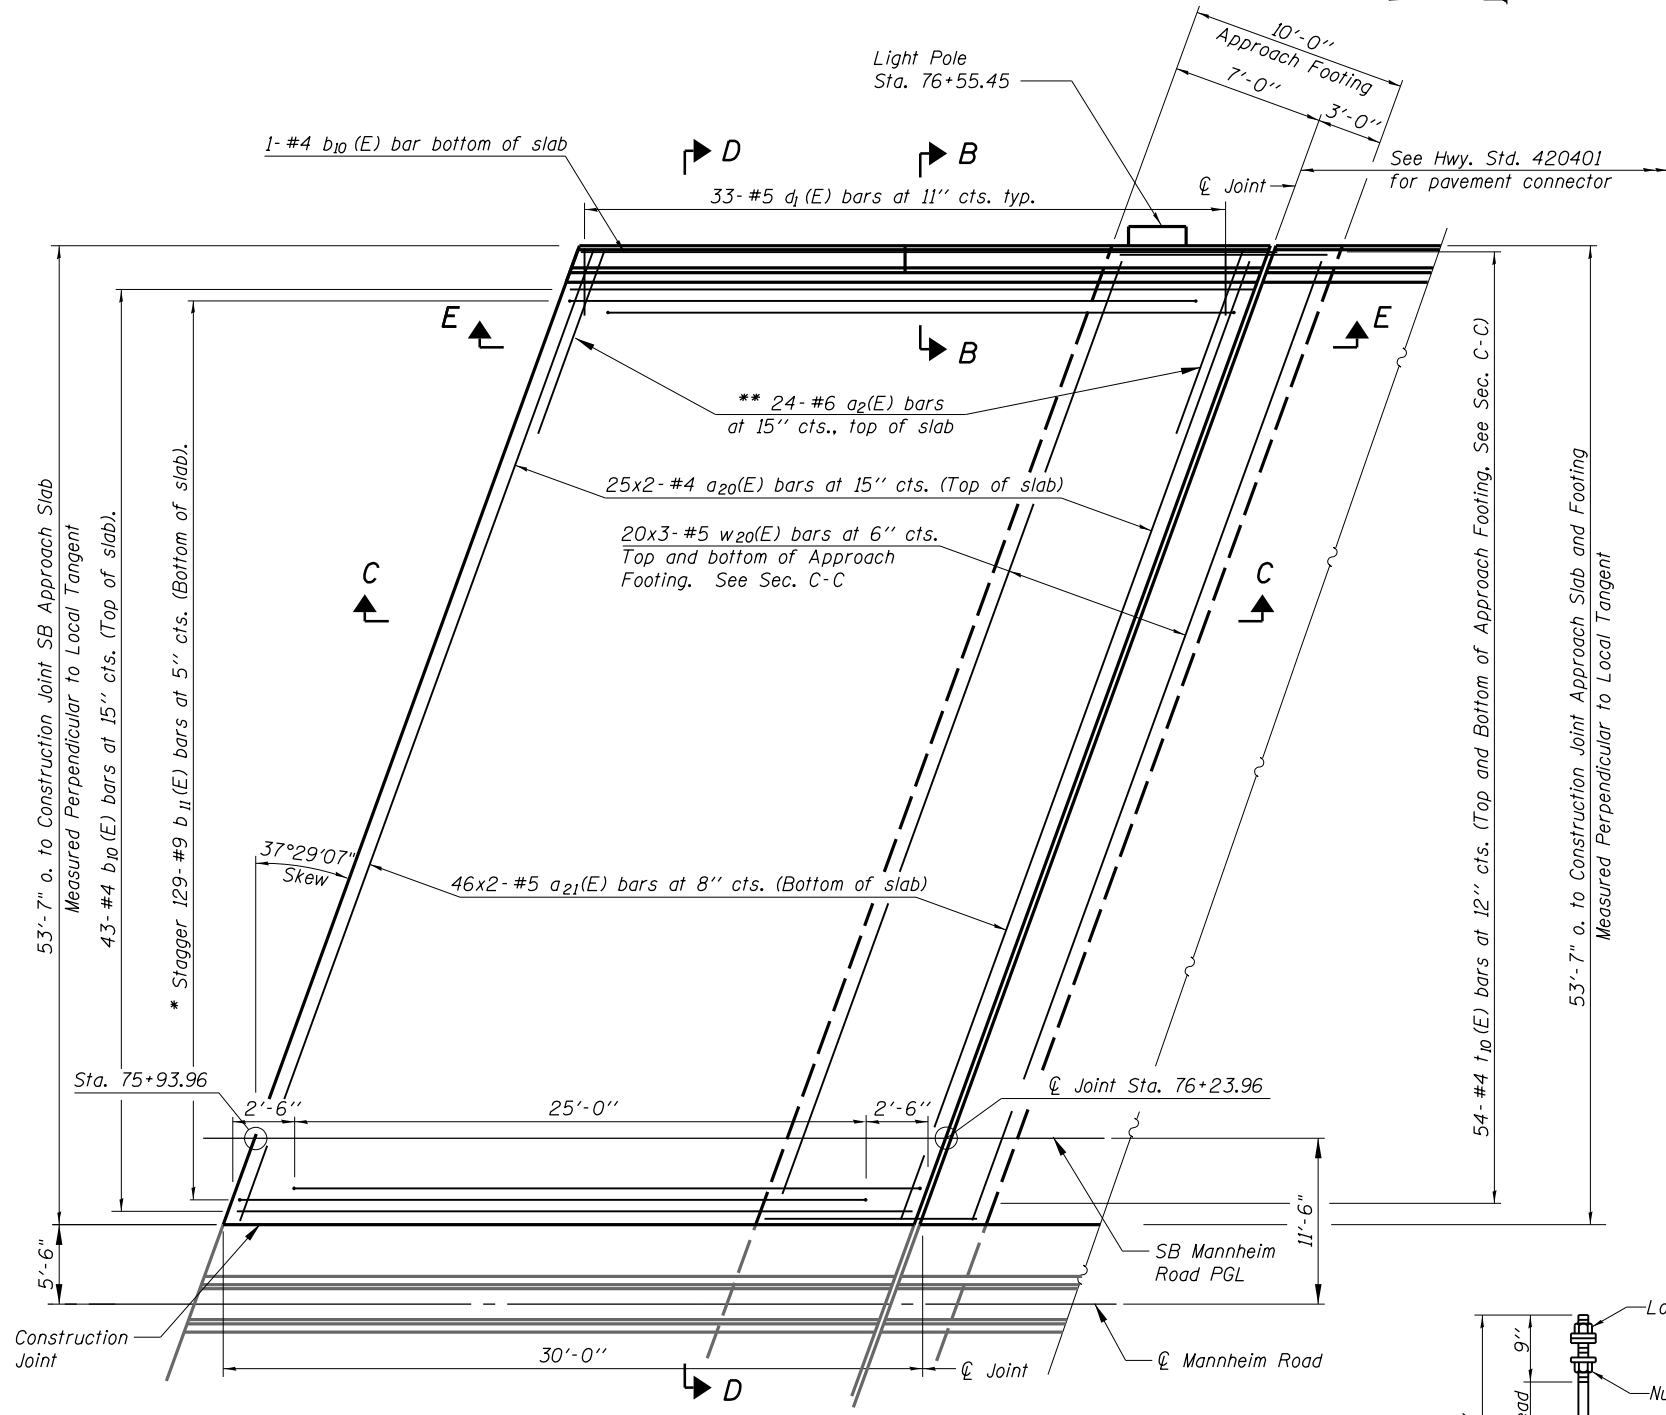 10'-0"
Approach Footing
7'-0"
3'-0"
Light Pole
Sta. 76+55.45
1- #4 b10 (E) bar bottom of slab
D
B
See Hwy. Std. 420401
for pavement connector
℄ Joint
33- #5 d1 (E) bars at 11" cts. typ.
E
E
B
** 24- #6 a2(E) bars
at 15" cts., top of slab
25x2- #4 a20(E) bars at 15" cts. (Top of slab)
20x3- #5 w20(E) bars at 6" cts.
Top and bottom of Approach
Footing. See Sec. C-C
C
C
53'-7" o. to Construction Joint SB Approach Slab
Measured Perpendicular to Local Tangent
43- #4 b10 (E) bars at 15" cts. (Top of slab).
* Stagger 129- #9 b11 (E) bars at 5" cts. (Bottom of slab).
54- #4 t10 (E) bars at 12" cts. (Top and Bottom of Approach Footing. See Sec. C-C)
53'-7" o. to Construction Joint Approach Slab and Footing
Measured Perpendicular to Local Tangent
37°29'07"
Skew
46x2- #5 a21(E) bars at 8" cts. (Bottom of slab)
Sta. 75+93.96
℄ Joint Sta. 76+23.96
2'-6"
25'-0"
2'-6"
11'-6"
5'-6"
SB Mannheim
Road PGL
Construction
Joint
30'-0"
℄ Joint
℄ Mannheim Road
D
9"